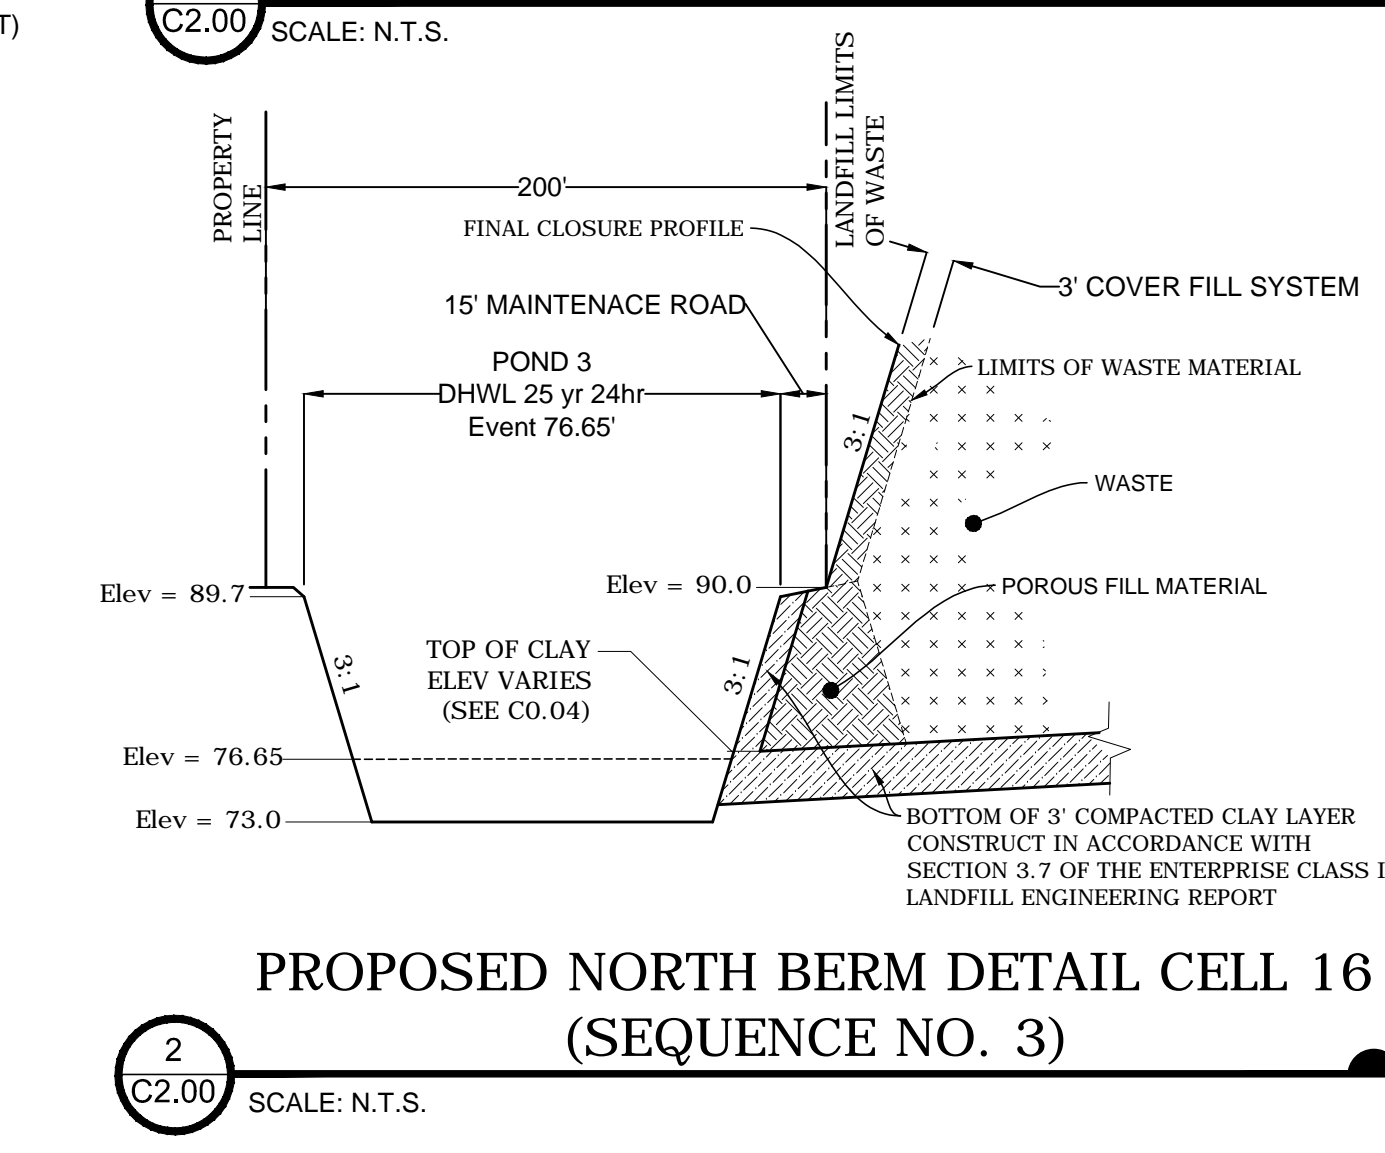 T)
C2.00
SCALE: N.T.S.
PROPERTY
LINE
LANDFILL LIMITS
OF WASTE
200'
FINAL CLOSURE PROFILE
3' COVER FILL SYSTEM
15' MAINTENACE ROAD
POND 3
DHWL 25 yr 24hr
Event 76.65'
LIMITS OF WASTE MATERIAL
3:1
WASTE
Elev = 89.7
Elev = 90.0
POROUS FILL MATERIAL
TOP OF CLAY
ELEV VARIES
(SEE C0.04)
3:1
3:1
Elev = 76.65
Elev = 73.0
BOTTOM OF 3' COMPACTED CLAY LAYER
CONSTRUCT IN ACCORDANCE WITH
SECTION 3.7 OF THE ENTERPRISE CLASS I
LANDFILL ENGINEERING REPORT
PROPOSED NORTH BERM DETAIL CELL 16
(SEQUENCE NO. 3)
2
C2.00
SCALE: N.T.S.